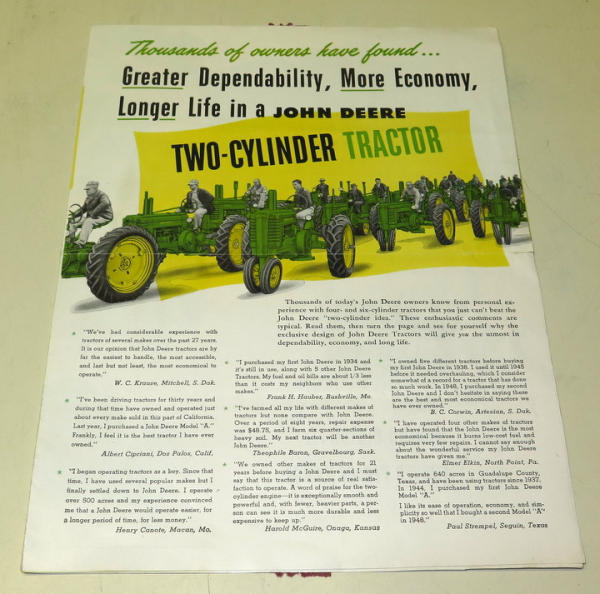 Thousands of owners have found...
Greater Dependability, More Economy,
Longer Life in a JOHN DEERE
TWO-CYLINDER TRACTOR
Thousands of today's John Deere owners know from personal ex-
perience with four- and six-cylinder tractors that you just can't beat the
John Deere "two-cylinder idea." These enthusiastic comments are
typical. Read them, then turn the page and see for yourself why the
exclusive design of John Deere Tractors will give you the utmost in
dependability, economy, and long life.
"We've had considerable experience with
tractors of several makes over the past 27 years.
It is our opinion that John Deere tractors are by
far the easiest to handle, the most accessible,
and last but not least, the most economical to
operate."
W. C. Krause, Mitchell, S. Dak.
"I've been driving tractors for thirty years and
during that time have owned and operated just
about every make sold in this part of California.
Last year, I purchased a John Deere Model "A."
Frankly, I feel it is the best tractor I have ever
owned."
Albert Cipriani, Dos Palos, Calif.
"I began operating tractors as a key. Since that
time, I have used several popular makes but I
finally settled down to John Deere. I operate
over 500 acres and my experience convinced
me that a John Deere would operate easier, for
a longer period of time, for less money."
Henry Canote, Macan, Mo.
"I purchased my first John Deere in 1934 and
it's still in use, along with 5 other John Deere
Tractors. My fuel and oil bills are about 1/3 less
than it costs my neighbors who use other
makes."
Frank H. Hauber, Rushville, Mo.
"I've farmed all my life with different makes of
tractors but none compare with John Deere.
Over a period of eight years, repair expense
was $48.75, and I farm six quarter-sections of
heavy soil. My next tractor will be another
John Deere."
Theophile Baron, Gravelbourg, Sask.
"We owned other makes of tractors for 21
years before buying a John Deere and I must
say that this tractor is a source of real satis-
faction to operate. A word of praise for the two-
cylinder engine—it is exceptionally smooth and
powerful and, with fewer, heavier parts, a per-
son can see it is much more durable and less
expensive to keep up."
Harold McGuire, Onaga, Kansas
"I owned five different tractors before buying
my first John Deere in 1938. I used it until 1945
before it needed overhauling, which I consider
somewhat of a record for a tractor that has done
so much work. In 1948, I purchased my second
John Deere and I don't hesitate in saying these
are the best and most economical tractors we
have ever owned."
B. C. Corwin, Artesian, S. Dak.
"I have operated four other makes of tractors
but have found that the John Deere is the most
economical because it burns low-cost fuel and
requires very few repairs. I cannot say enough
about the wonderful service my John Deere
tractors have given me."
Elmer Elkin, North Point, Pa.
"I operate 640 acres in Guadalupe County,
Texas, and have been using tractors since 1937.
In 1944, I purchased my first John Deere
Model "A."
I like its ease of operation, economy, and sim-
plicity so well that I bought a second Model "A"
in 1948."
Paul Strempel, Seguin, Texas